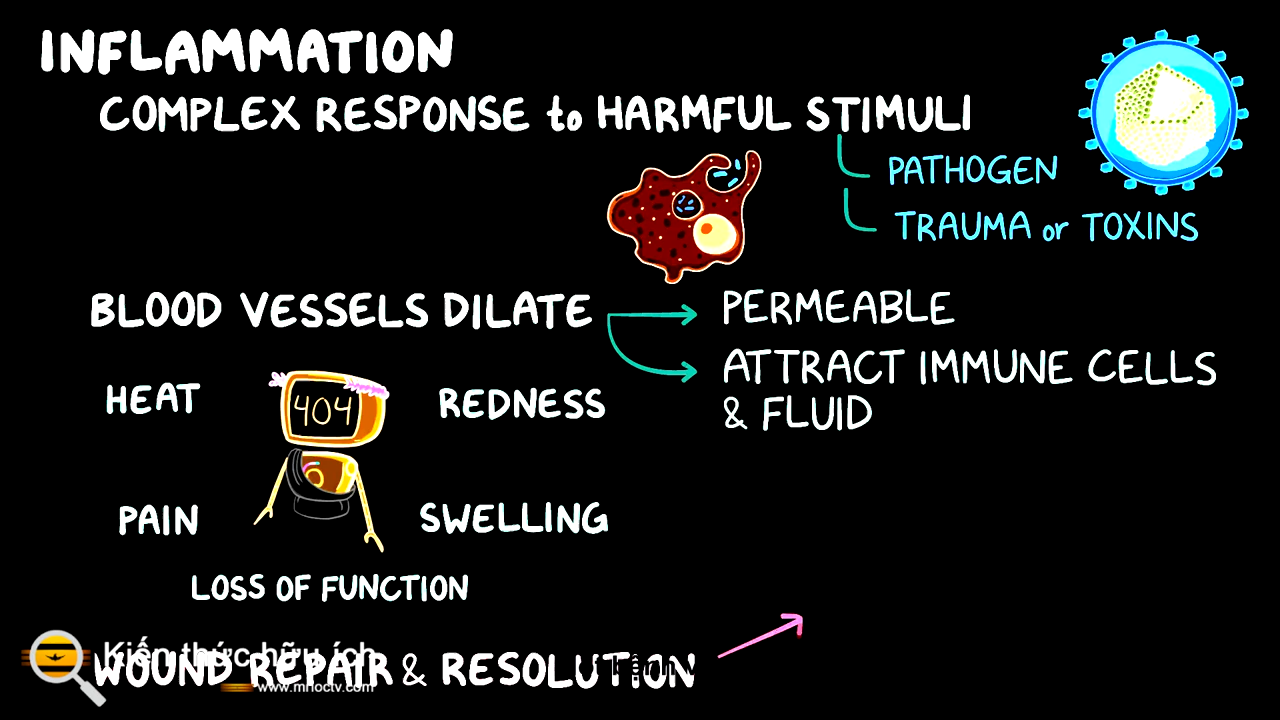 INFLAMMATION
COMPLEX RESPONSE to HARMFUL STIMULI
PATHOGEN
TRAUMA or TOXINS
BLOOD VESSELS DILATE
PERMEABLE
ATTRACT IMMUNE CELLS
& FLUID
HEAT
404
REDNESS
PAIN
SWELLING
LOSS OF FUNCTION
Kiến thức hữu ích
WOUND REPAIR & RESOLUTION
www.mhoctv.com